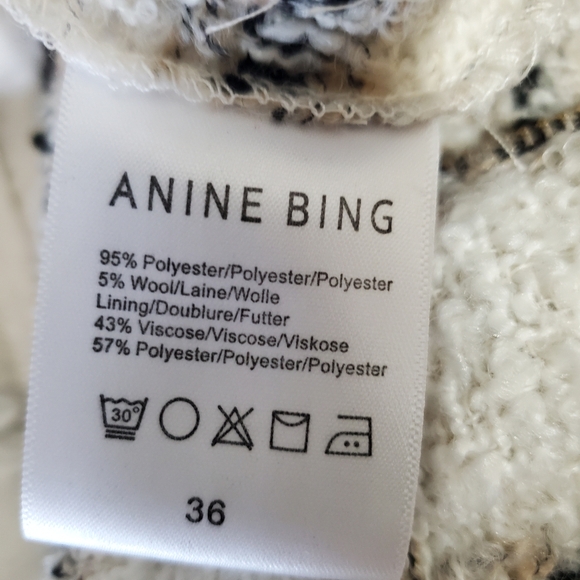 ANINE BING
95% Polyester/Polyester/Polyester
5% Wool/Laine/Wolle
Lining/Doublure/Futter
43% Viscose/Viscose/Viskose
57% Polyester/Polyester/Polyester
30°
36